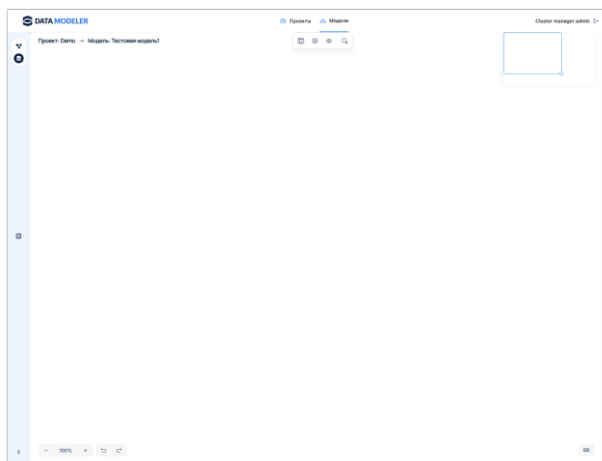 DATA MODELER
Проекты
Модели
Cluster manager admin
Проект: Demo → Модель: Тестовая модель1
− 100% +